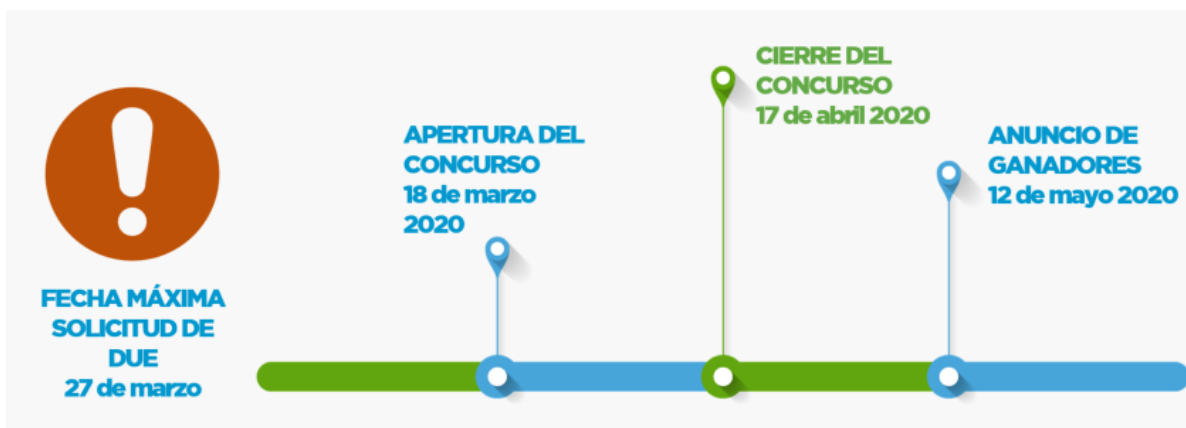 FECHA MÁXIMA
SOLICITUD DE
DUE
27 de marzo
APERTURA DEL
CONCURSO
18 de marzo
2020
CIERRE DEL
CONCURSO
17 de abril 2020
ANUNCIO DE
GANADORES
12 de mayo 2020